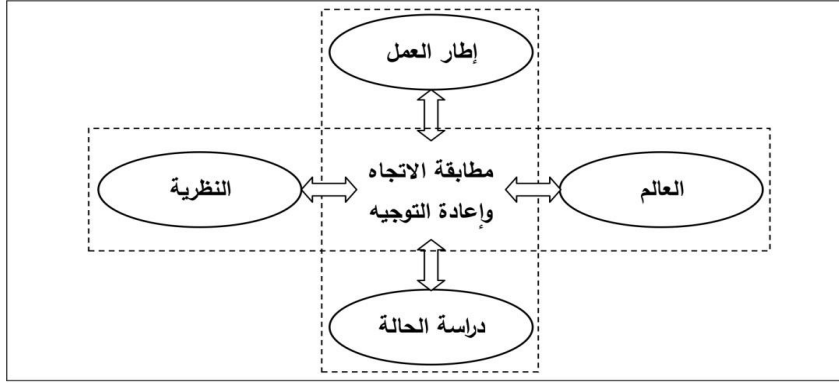 إطار العمل
العالم
مطابقة الاتجاه
وإعادة التوجيه
النظرية
دراسة الحالة